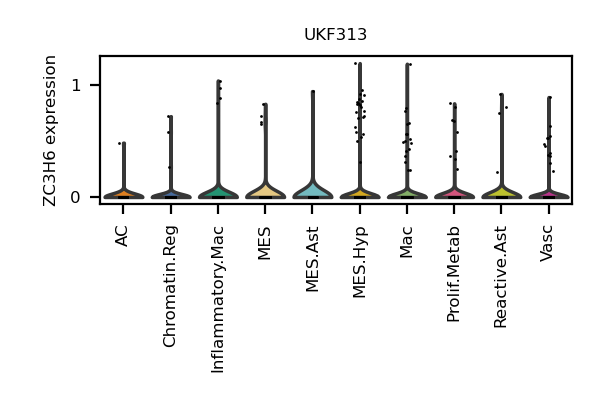 UKF313
ZC3H6 expression
1
0
AC
Chromatin.Reg
Inflammatory.Mac
MES
MES.Ast
MES.Hyp
Mac
Prolif.Metab
Reactive.Ast
Vasc